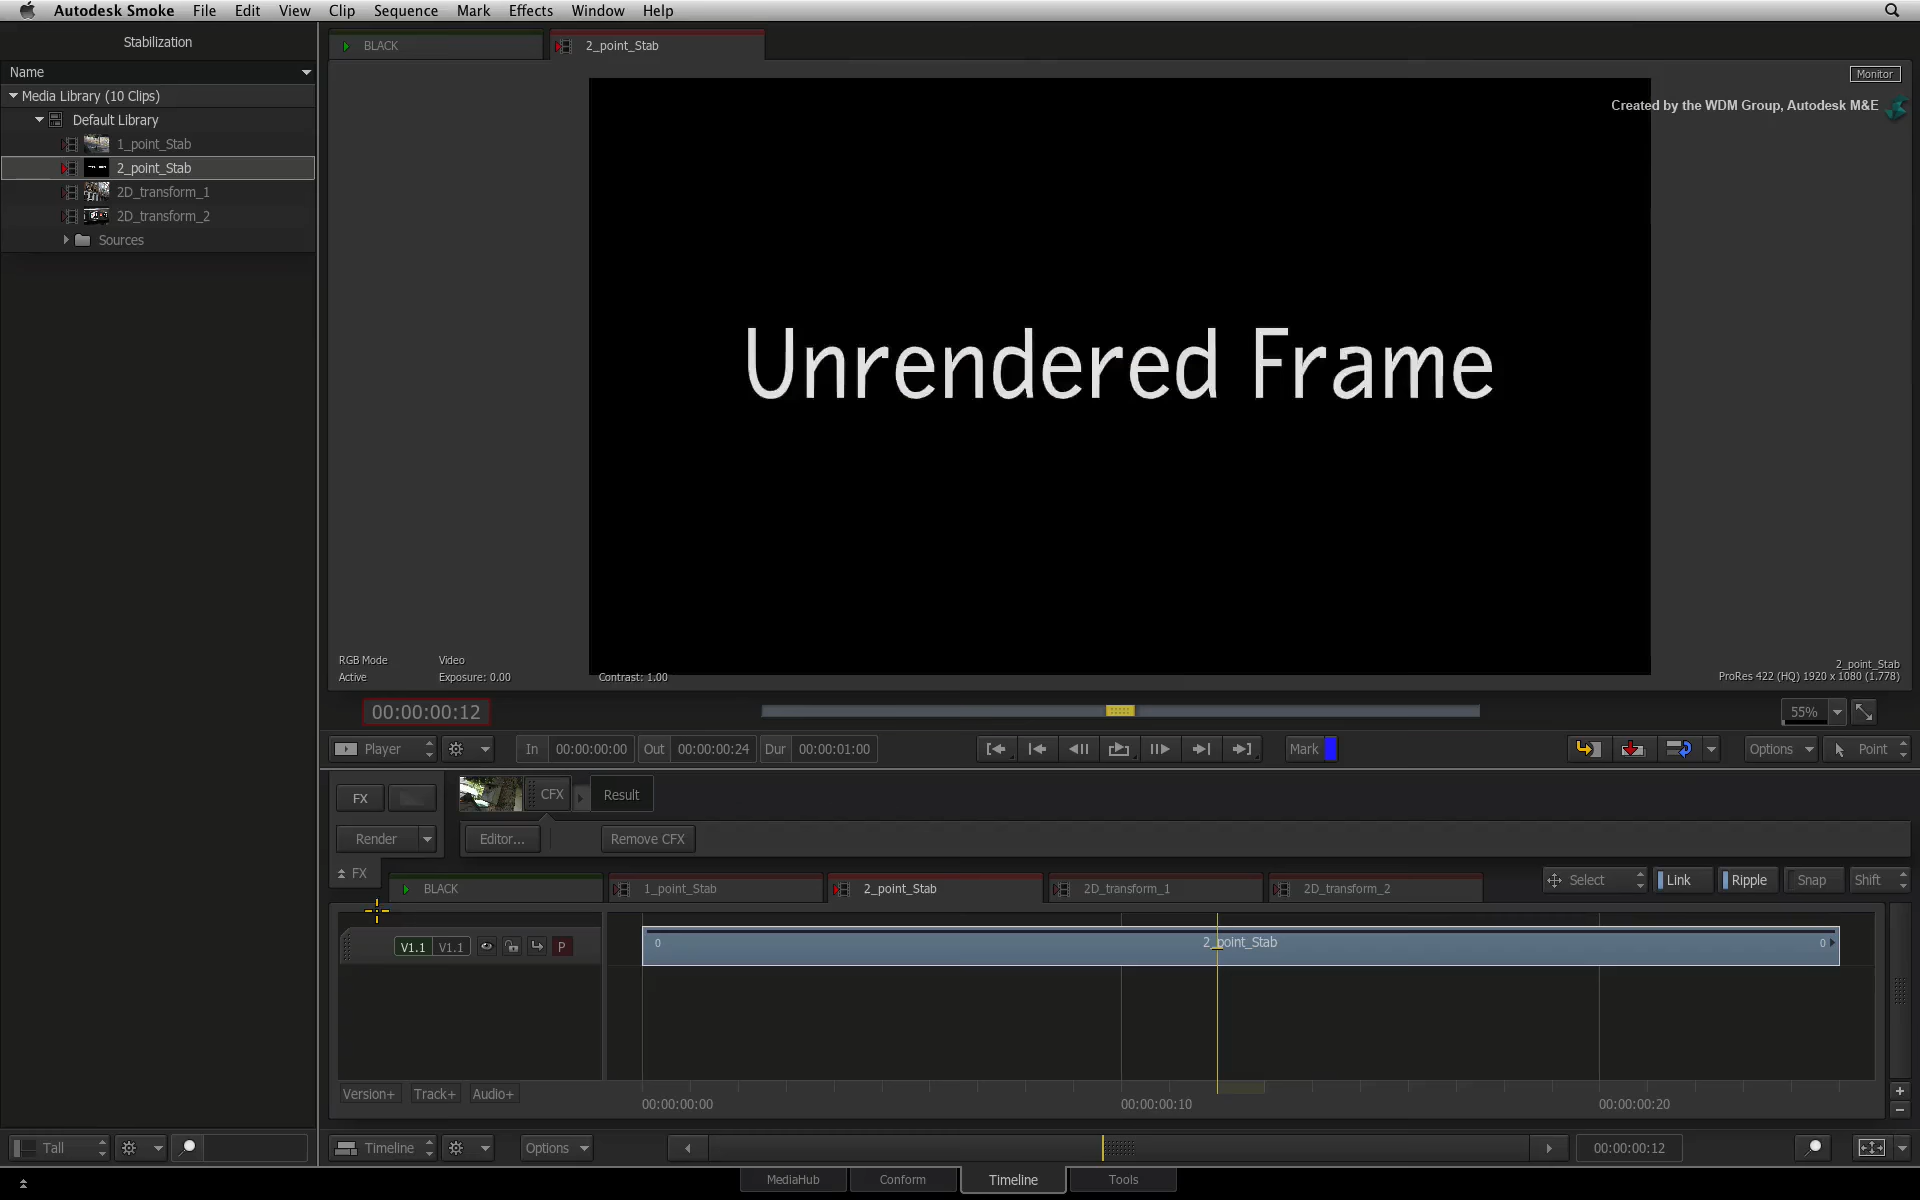 Autodesk Smoke File Edit View Clip Sequence Mark Effects Window Help
Stabilization
Name
Media Library (10 Clips)
Default Library
1_point_Stab
2_point_Stab
2D_transform_1
2D_transform_2
Sources
BLACK 2_point_Stab
Monitor
Created by the WDM Group, Autodesk M&E
Unrendered Frame
RGB Mode Video
Active Exposure: 0.00 Contrast: 1.00
2_point_Stab
ProRes 422 (HQ) 1920 x 1080 (1.778)
00:00:00:12 55%
Player In 00:00:00:00 Out 00:00:00:24 Dur 00:00:01:00 Mark Options Point
FX CFX Result
Render Editor... Remove CFX
FX BLACK 1_point_Stab 2_point_Stab 2D_transform_1 2D_transform_2 Select Link Ripple Snap Shift
V1.1 V1.1 P 0 2_point_Stab 0
Version+ Track+ Audio+
00:00:00:00 00:00:00:10 00:00:00:20
Tall Timeline Options 00:00:00:12
MediaHub Conform Timeline Tools